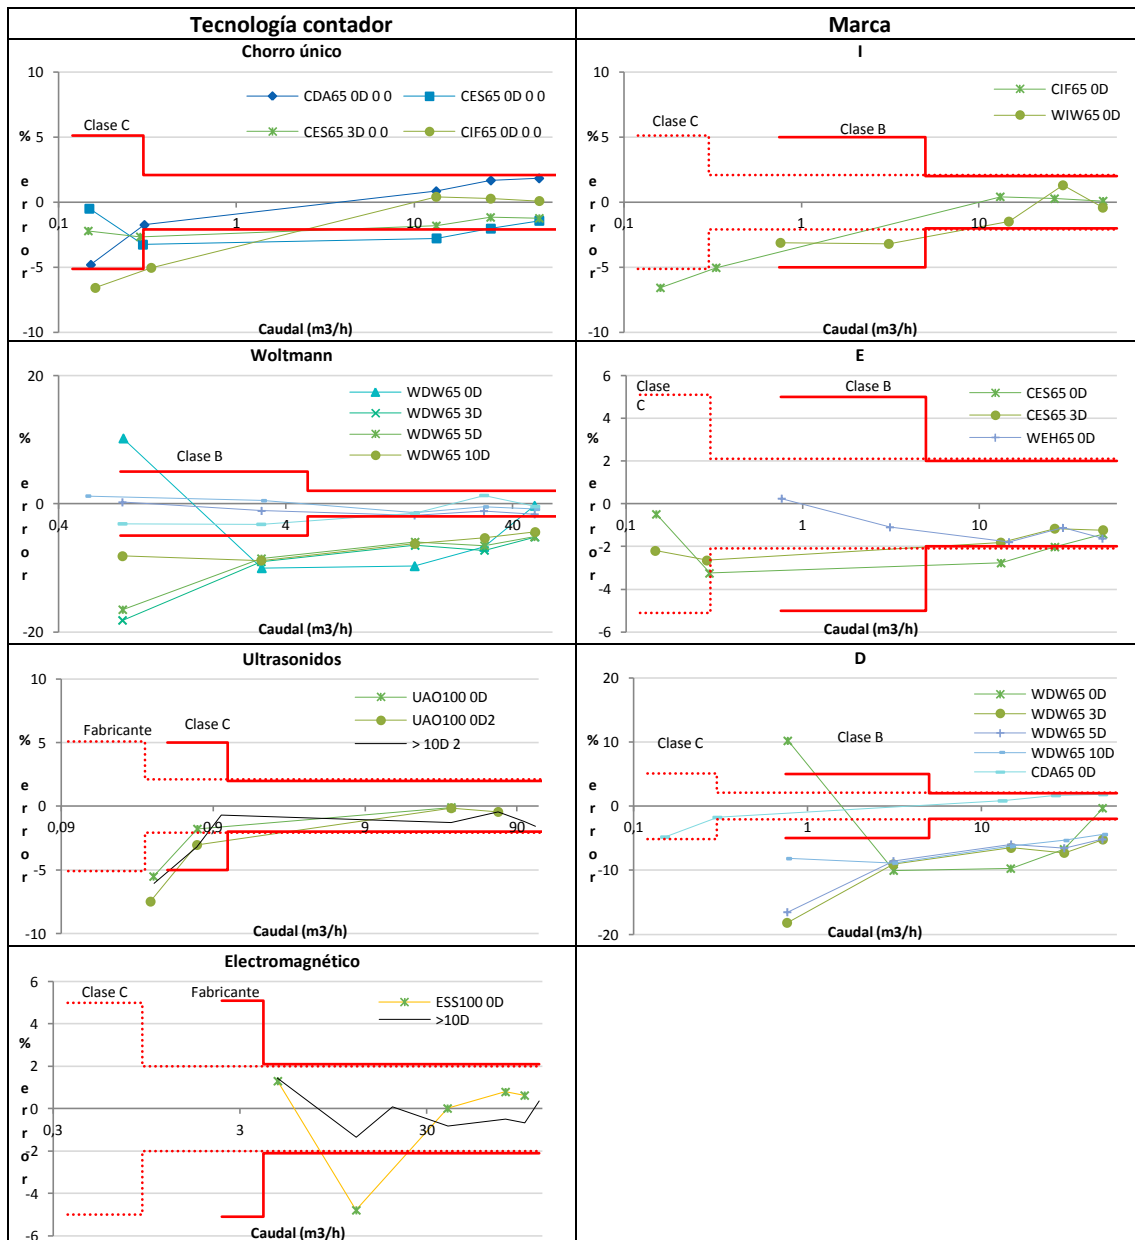 Tecnología contador
Marca
Chorro único
10
5
0
-5
-10
% error
0,1
1
10
Clase C
CDA65 0D 0 0
CES65 0D 0 0
CES65 3D 0 0
CIF65 0D 0 0
Caudal (m3/h)
I
10
5
0
-5
-10
% error
0,1
1
10
Clase C
Clase B
CIF65 0D
WIW65 0D
Caudal (m3/h)
Woltmann
20
0
-20
% error
0,4
4
40
Clase B
WDW65 0D
WDW65 3D
WDW65 5D
WDW65 10D
Caudal (m3/h)
E
6
4
2
0
-2
-4
-6
% error
0,1
1
10
Clase
C
Clase B
CES65 0D
CES65 3D
WEH65 0D
Caudal (m3/h)
Ultrasonidos
10
5
0
-5
-10
% error
0,09
0,9
9
90
Fabricante
Clase C
UAO100 0D
UAO100 0D2
> 10D 2
Caudal (m3/h)
D
20
10
0
-10
-20
% error
0,1
1
10
Clase C
Clase B
WDW65 0D
WDW65 3D
WDW65 5D
WDW65 10D
CDA65 0D
Caudal (m3/h)
Electromagnético
6
4
2
0
-2
-4
-6
% error
0,3
3
30
Clase C
Fabricante
ESS100 0D
>10D
Caudal (m3/h)